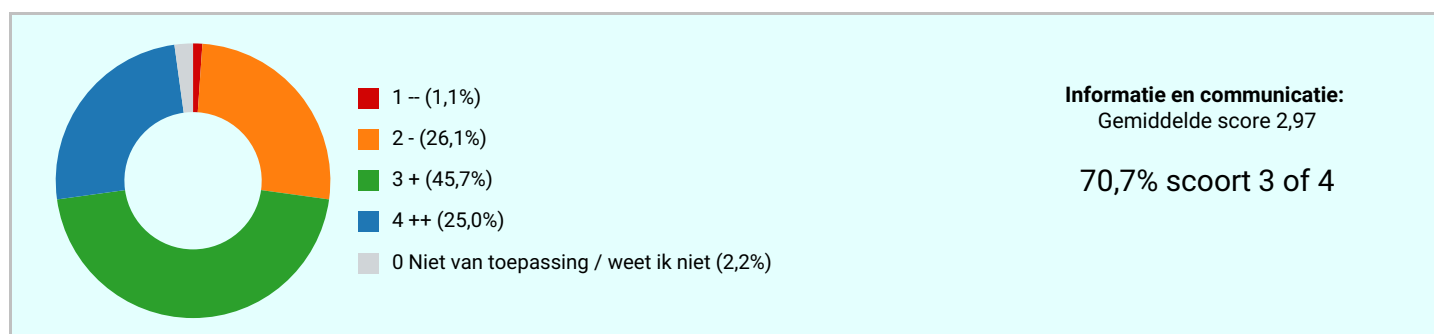 1 -- (1,1%)
2 - (26,1%)
3 + (45,7%)
4 ++ (25,0%)
0 Niet van toepassing / weet ik niet (2,2%)
Informatie en communicatie:
Gemiddelde score 2,97
70,7% scoort 3 of 4